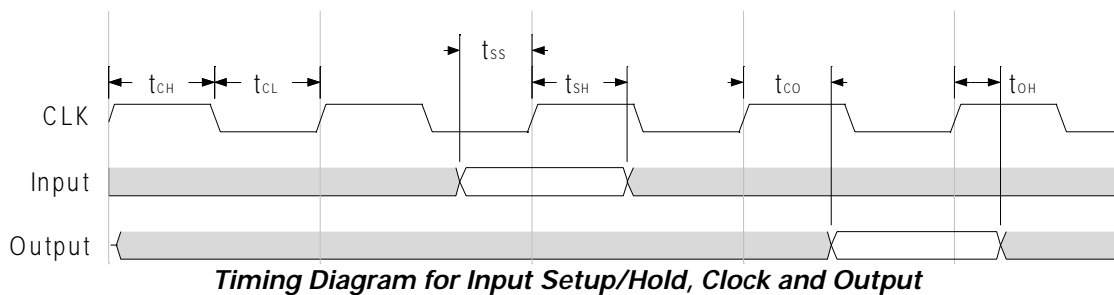 tSS
tCH tCL tSH tCO tOH
CLK
Input
Output
Timing Diagram for Input Setup/Hold, Clock and Output